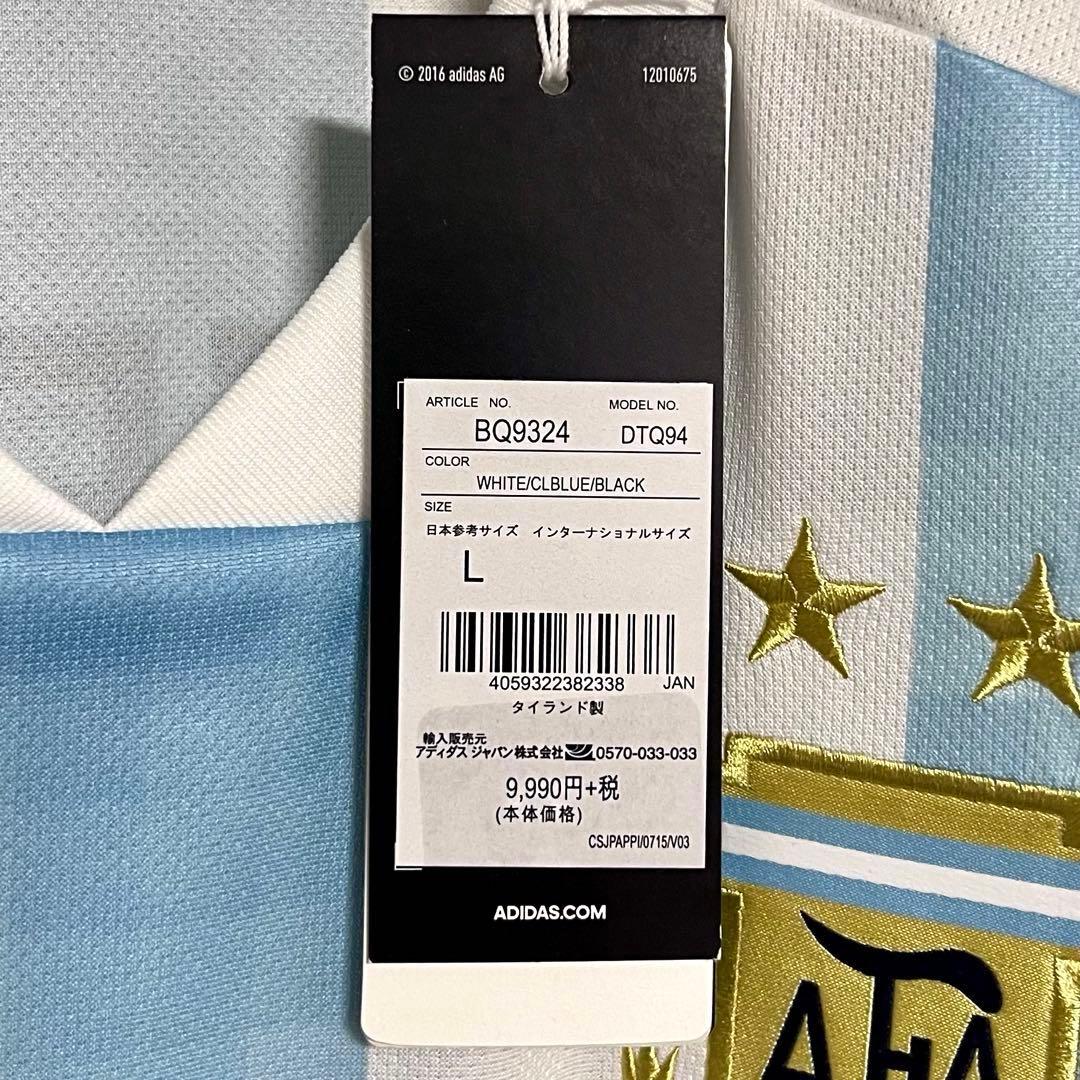 © 2016 adidas AG 12010675
ARTICLE NO. MODEL NO.
BQ9324 DTQ94
COLOR
WHITE/CLBLUE/BLACK
SIZE
日本参考サイズ インターナショナルサイズ
L
4059322382338 JAN
タイランド製
輸入販売元
アディダス ジャパン株式会社 0570-033-033
9,990円+税
(本体価格)
CSJPAPPI/0715/V03
ADIDAS.COM
AFA